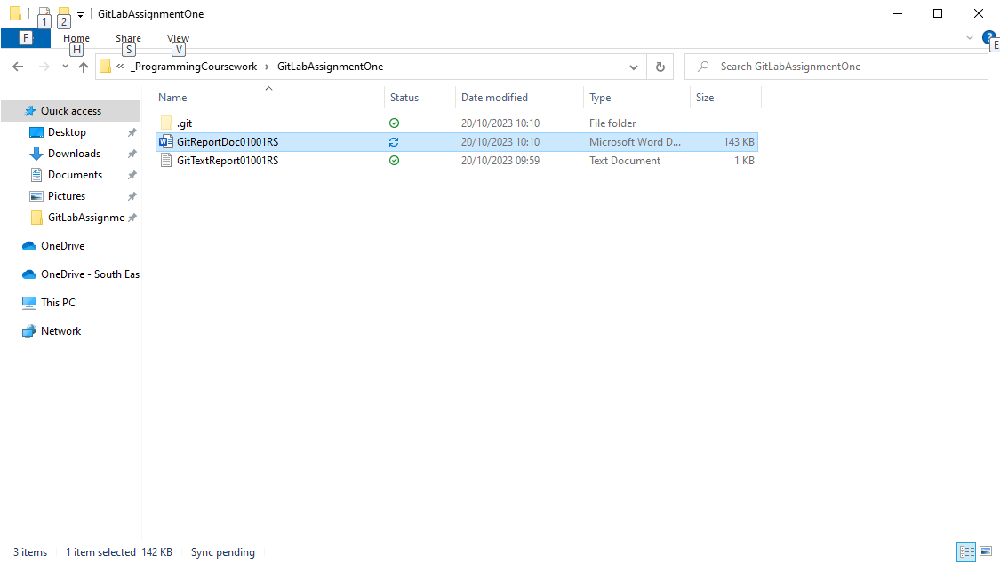 1 2 GitLabAssignmentOne
F Home Share View
H S V E
« _ProgrammingCoursework › GitLabAssignmentOne Search GitLabAssignmentOne
Name Status Date modified Type Size
Quick access
Desktop
Downloads
Documents
Pictures
GitLabAssignme
OneDrive
OneDrive - South Eas
This PC
Network
.git 20/10/2023 10:10 File folder
GitReportDoc01001RS 20/10/2023 10:10 Microsoft Word D... 143 KB
GitTextReport01001RS 20/10/2023 09:59 Text Document 1 KB
3 items 1 item selected 142 KB Sync pending